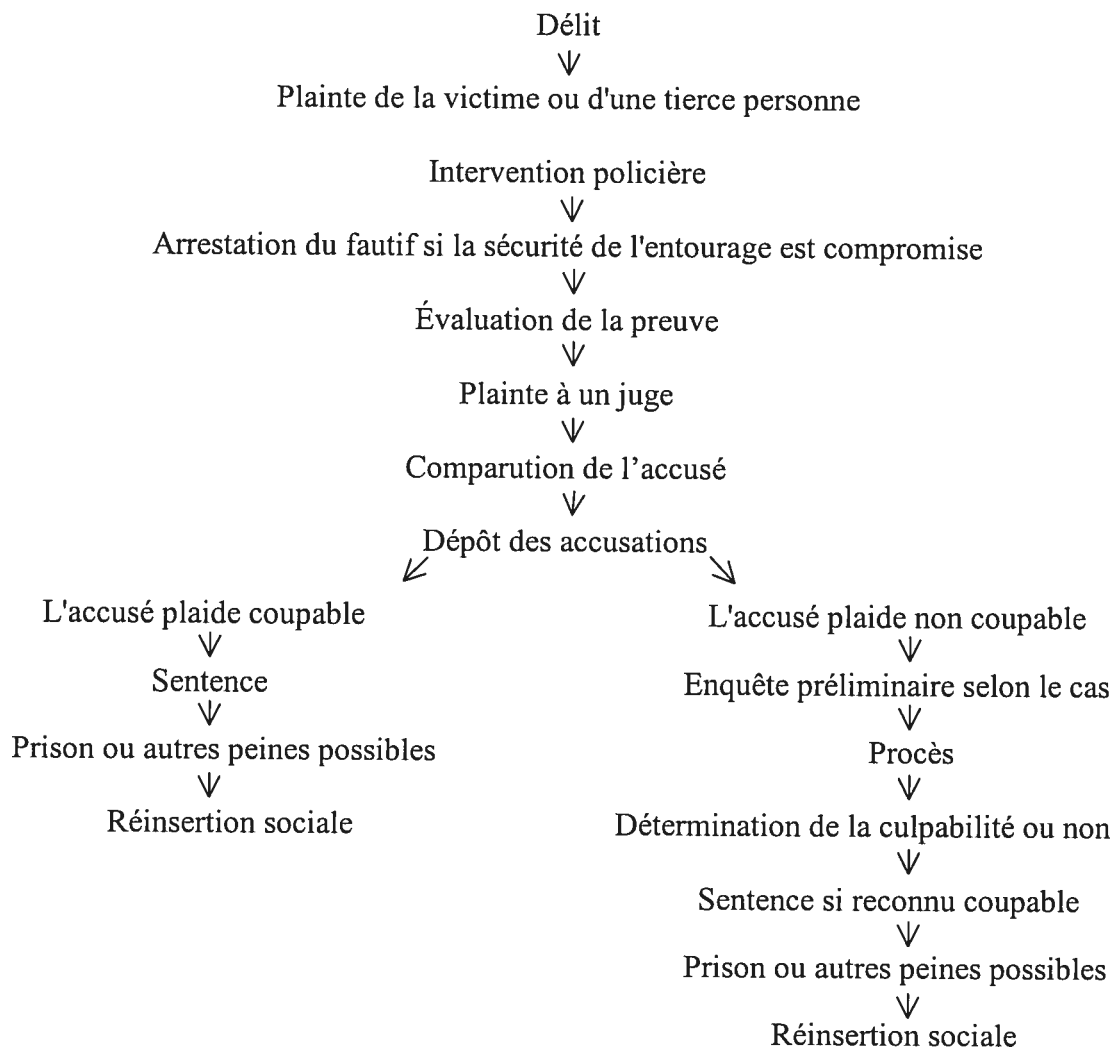 Délit
Plainte de la victime ou d'une tierce personne
Intervention policière
Arrestation du fautif si la sécurité de l'entourage est compromise
Évaluation de la preuve
Plainte à un juge
Comparution de l’accusé
Dépôt des accusations
L'accusé plaide coupable
Sentence
Prison ou autres peines possibles
Réinsertion sociale
L'accusé plaide non coupable
Enquête préliminaire selon le cas
Procès
Détermination de la culpabilité ou non
Sentence si reconnu coupable
Prison ou autres peines possibles
Réinsertion sociale